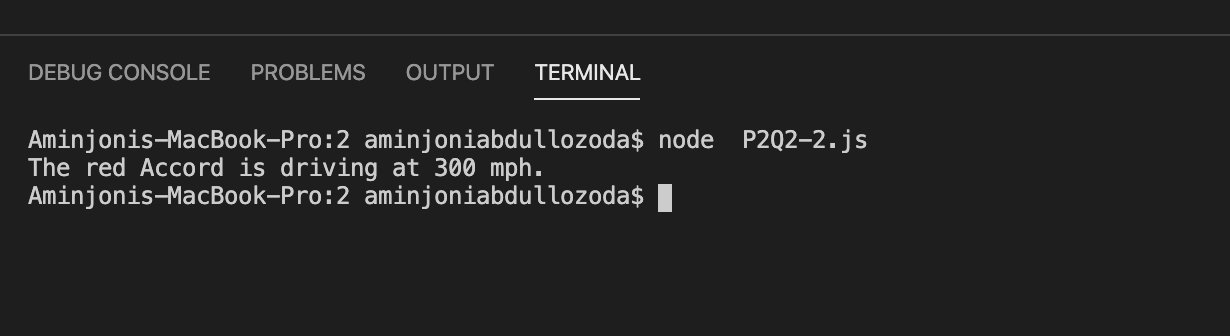 DEBUG CONSOLE PROBLEMS OUTPUT TERMINAL
Aminjonis-MacBook-Pro:2 aminjoniabdullozoda$ node  P2Q2-2.js
The red Accord is driving at 300 mph.
Aminjonis-MacBook-Pro:2 aminjoniabdullozoda$